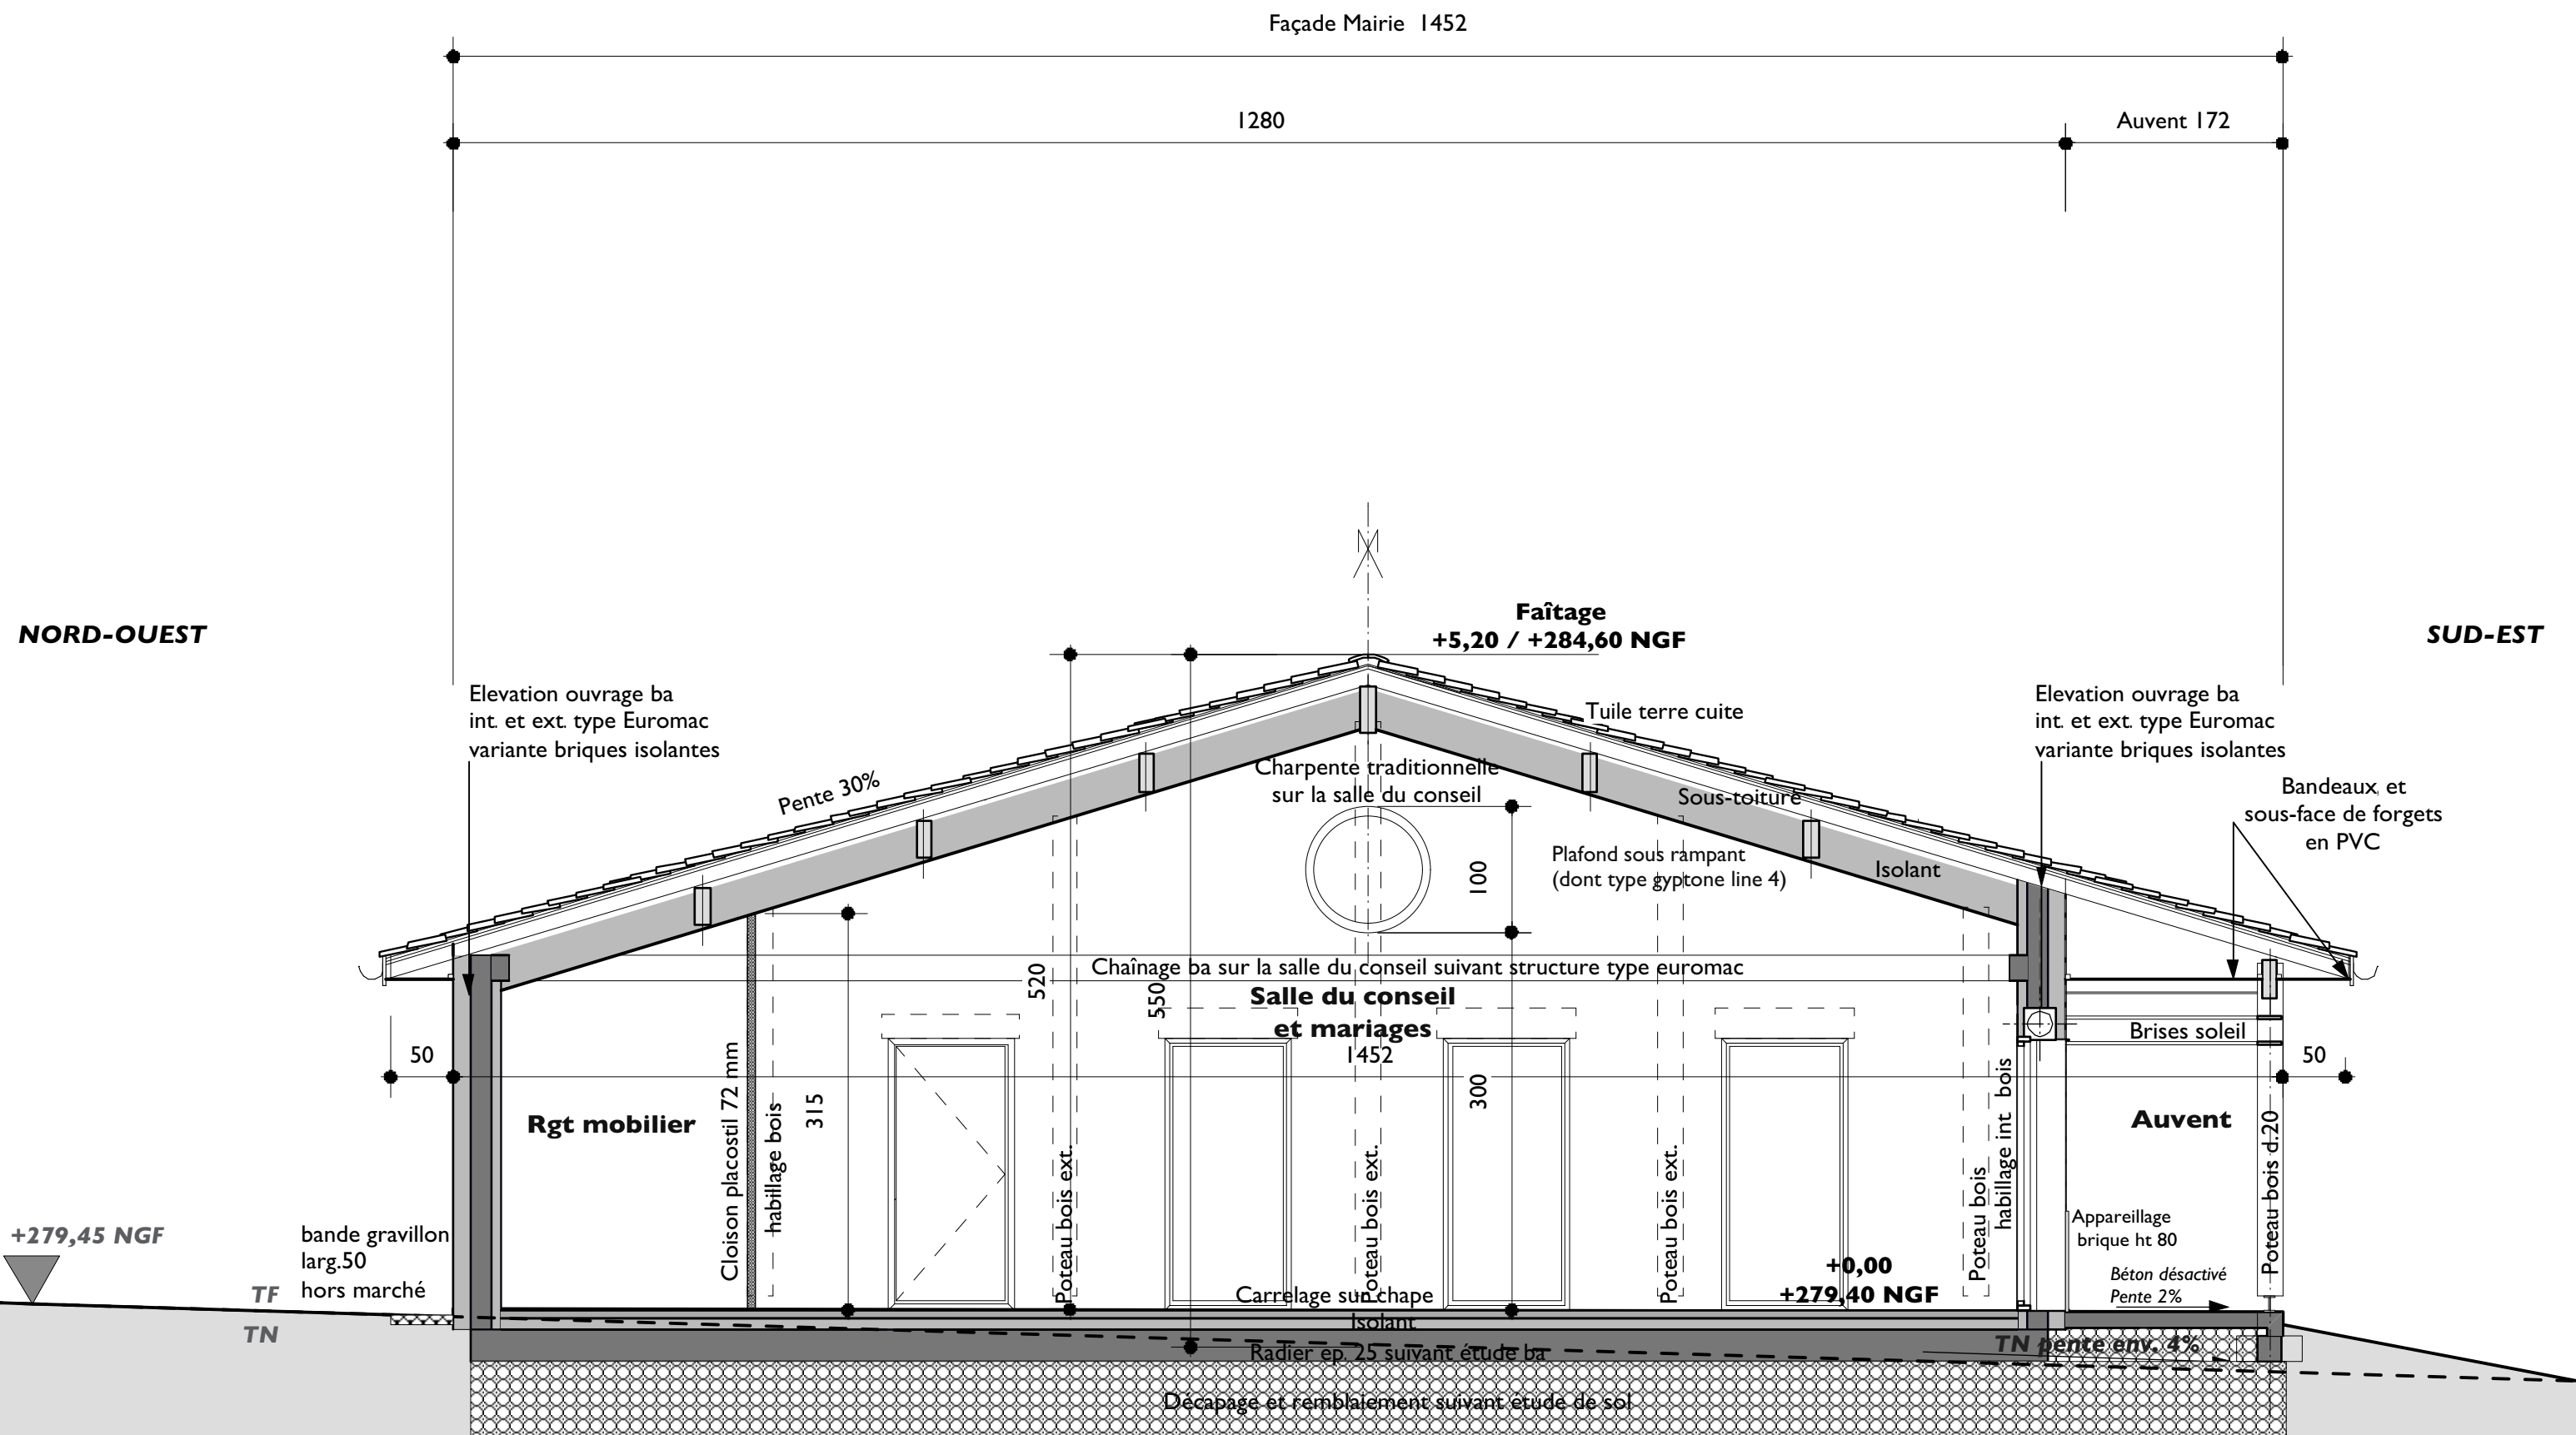 Façade Mairie 1452
1280
Auvent 172
NORD-OUEST
Faîtage
+5,20 / +284,60 NGF
SUD-EST
Elevation ouvrage ba
int. et ext. type Euromac
variante briques isolantes
Tuile terre cuite
Elevation ouvrage ba
int. et ext. type Euromac
variante briques isolantes
Pente 30%
Charpente traditionnelle
sur la salle du conseil
Sous-toiture
Bandeaux et
sous-face de forgets
en PVC
100
Plafond sous rampant
(dont type gyptone line 4)
Isolant
520
550
Chaînage ba sur la salle du conseil suivant structure type euromac
Salle du conseil
et mariages
1452
Brises soleil
50
50
315
300
Rgt mobilier
Cloison placostil 72 mm
habillage bois
Poteau bois ext.
Poteau bois ext.
Poteau bois ext.
Poteau bois
habillage int bois
Auvent
Poteau bois d.20
+279,45 NGF
bande gravillon
larg.50
hors marché
TF
TN
Appareillage
brique ht 80
+0,00
+279,40 NGF
Béton désactivé
Pente 2%
Carrelage sur chape
Isolant
Radier ep. 25 suivant étude ba
TN pente env. 4%
Décapage et remblaiement suivant étude de sol